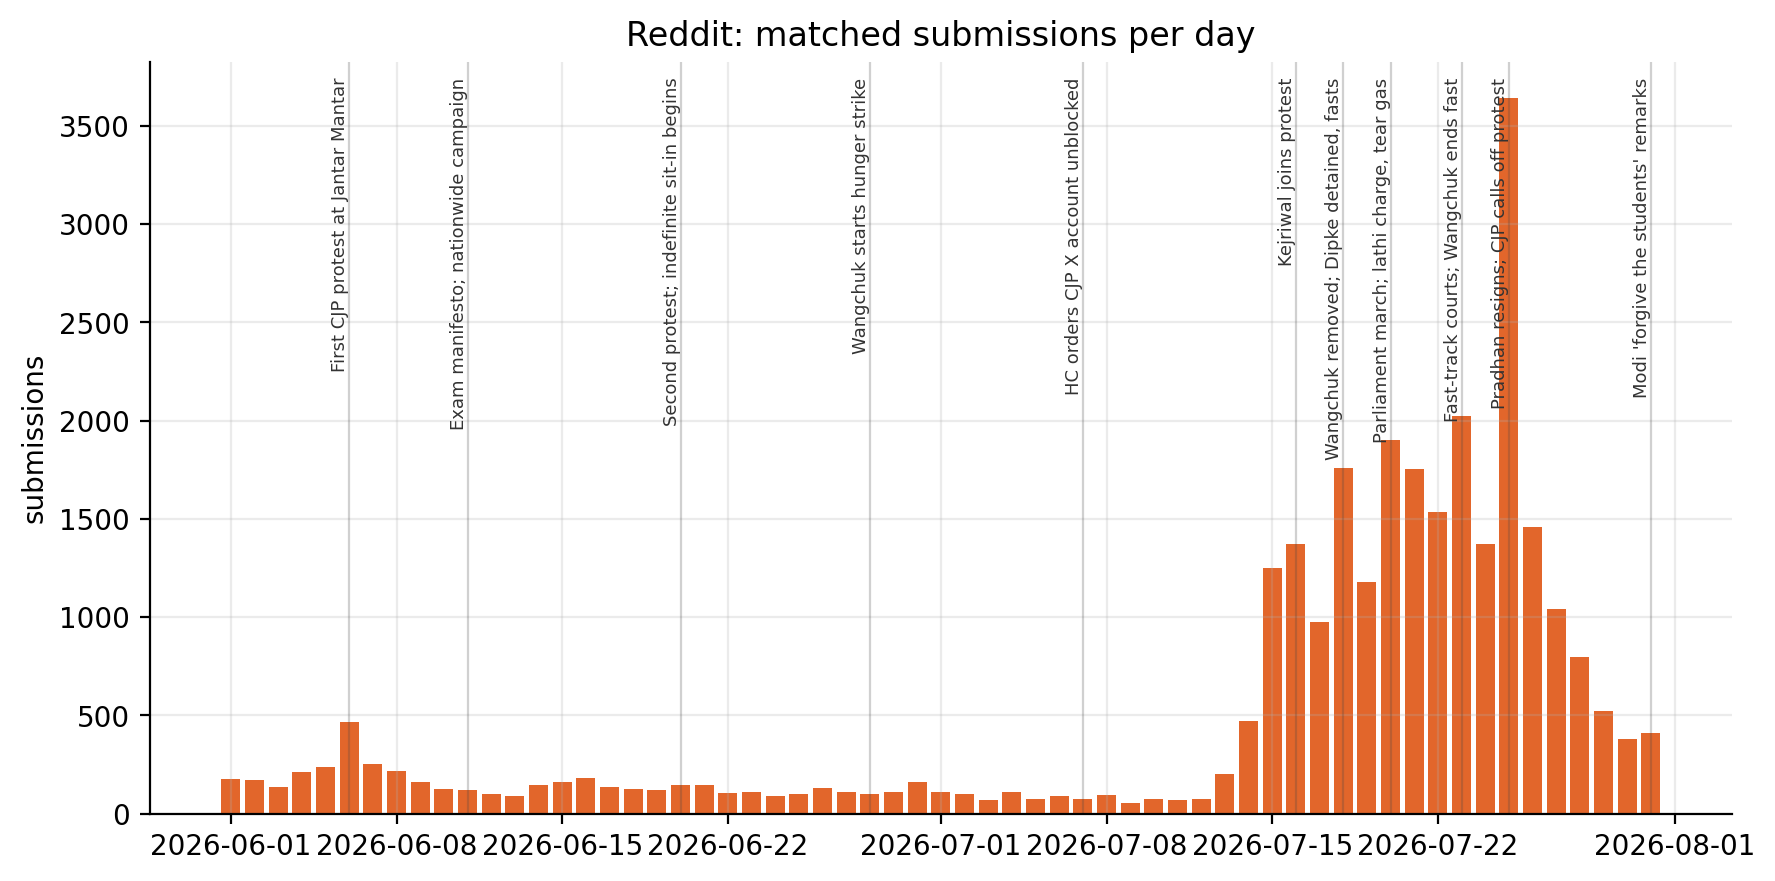 Reddit: matched submissions per day
submissions
3500
3000
2500
2000
1500
1000
500
0
First CJP protest at Jantar Mantar
Exam manifesto; nationwide campaign
Second protest; indefinite sit-in begins
Wangchuk starts hunger strike
HC orders CJP X account unblocked
Kejriwal joins protest
Wangchuk removed; Dipke detained, fasts
Parliament march; lathi charge, tear gas
Fast-track courts; Wangchuk ends fast
Pradhan resigns; CJP calls off protest
Modi 'forgive the students' remarks
2026-06-01
2026-06-08
2026-06-15
2026-06-22
2026-07-01
2026-07-08
2026-07-15
2026-07-22
2026-08-01